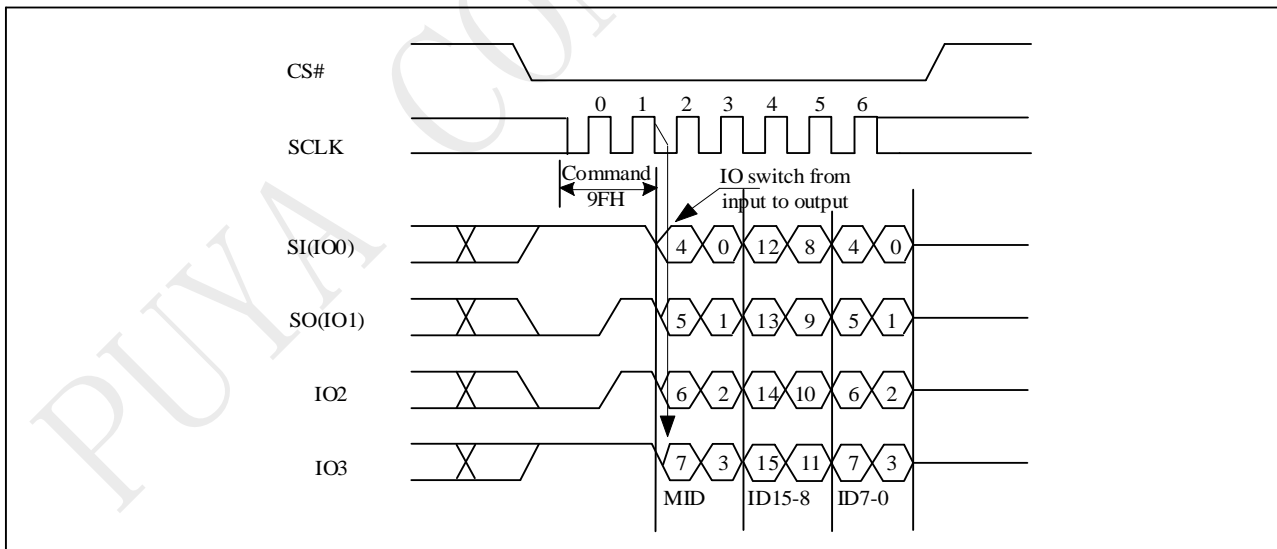 PUYA CON
CS#
0 1 2 3 4 5 6
SCLK
Command
9FH
IO switch from
input to output
SI(IO0)
4 0 12 8 4 0
SO(IO1)
5 1 13 9 5 1
IO2
6 2 14 10 6 2
IO3
7 3 15 11 7 3
MID ID15-8 ID7-0